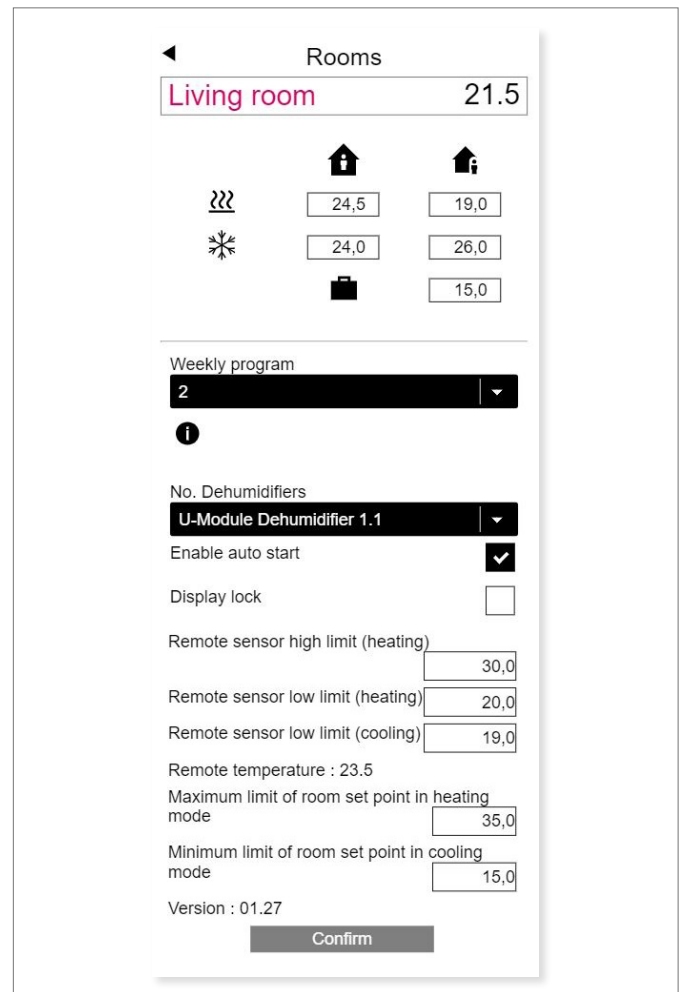 Rooms
Living room 21.5
24,5 19,0
24,0 26,0
15,0
Weekly program
2
No. Dehumidifiers
U-Module Dehumidifier 1.1
Enable auto start
Display lock
Remote sensor high limit (heating)
30,0
Remote sensor low limit (heating) 20,0
Remote sensor low limit (cooling) 19,0
Remote temperature : 23.5
Maximum limit of room set point in heating
mode 35,0
Minimum limit of room set point in cooling
mode 15,0
Version : 01.27
Confirm